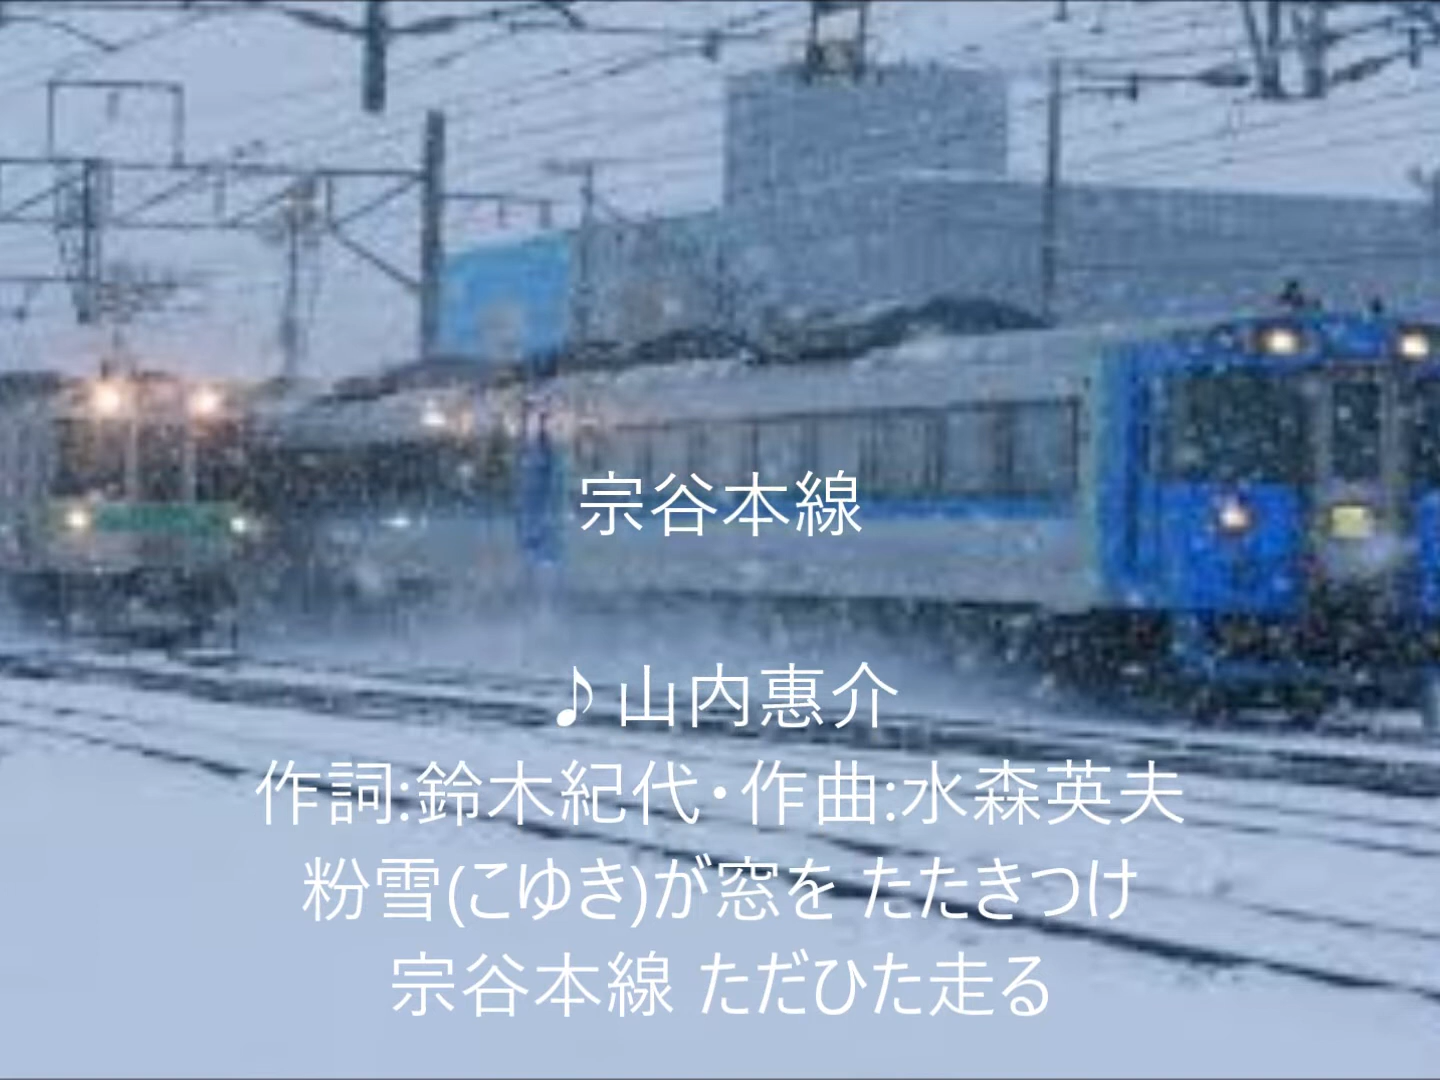 宗谷本線
♪山内惠介
作詞:鈴木紀代･作曲:水森英夫
粉雪(こゆき)が窓を たたきつけ
宗谷本線 ただひた走る